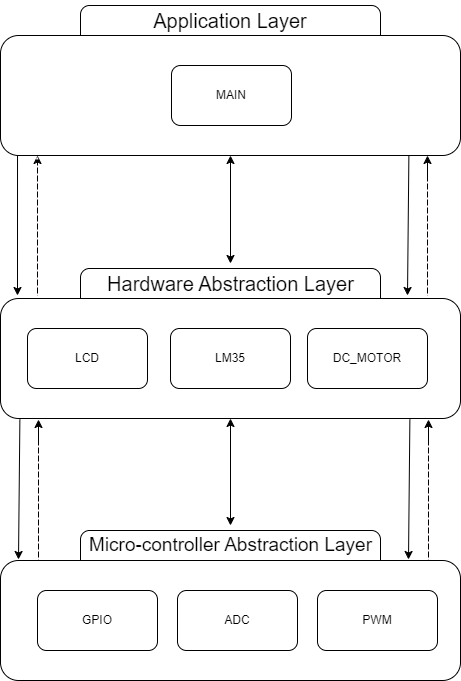 Application Layer
MAIN
Hardware Abstraction Layer
LCD
LM35
DC_MOTOR
Micro-controller Abstraction Layer
GPIO
ADC
PWM